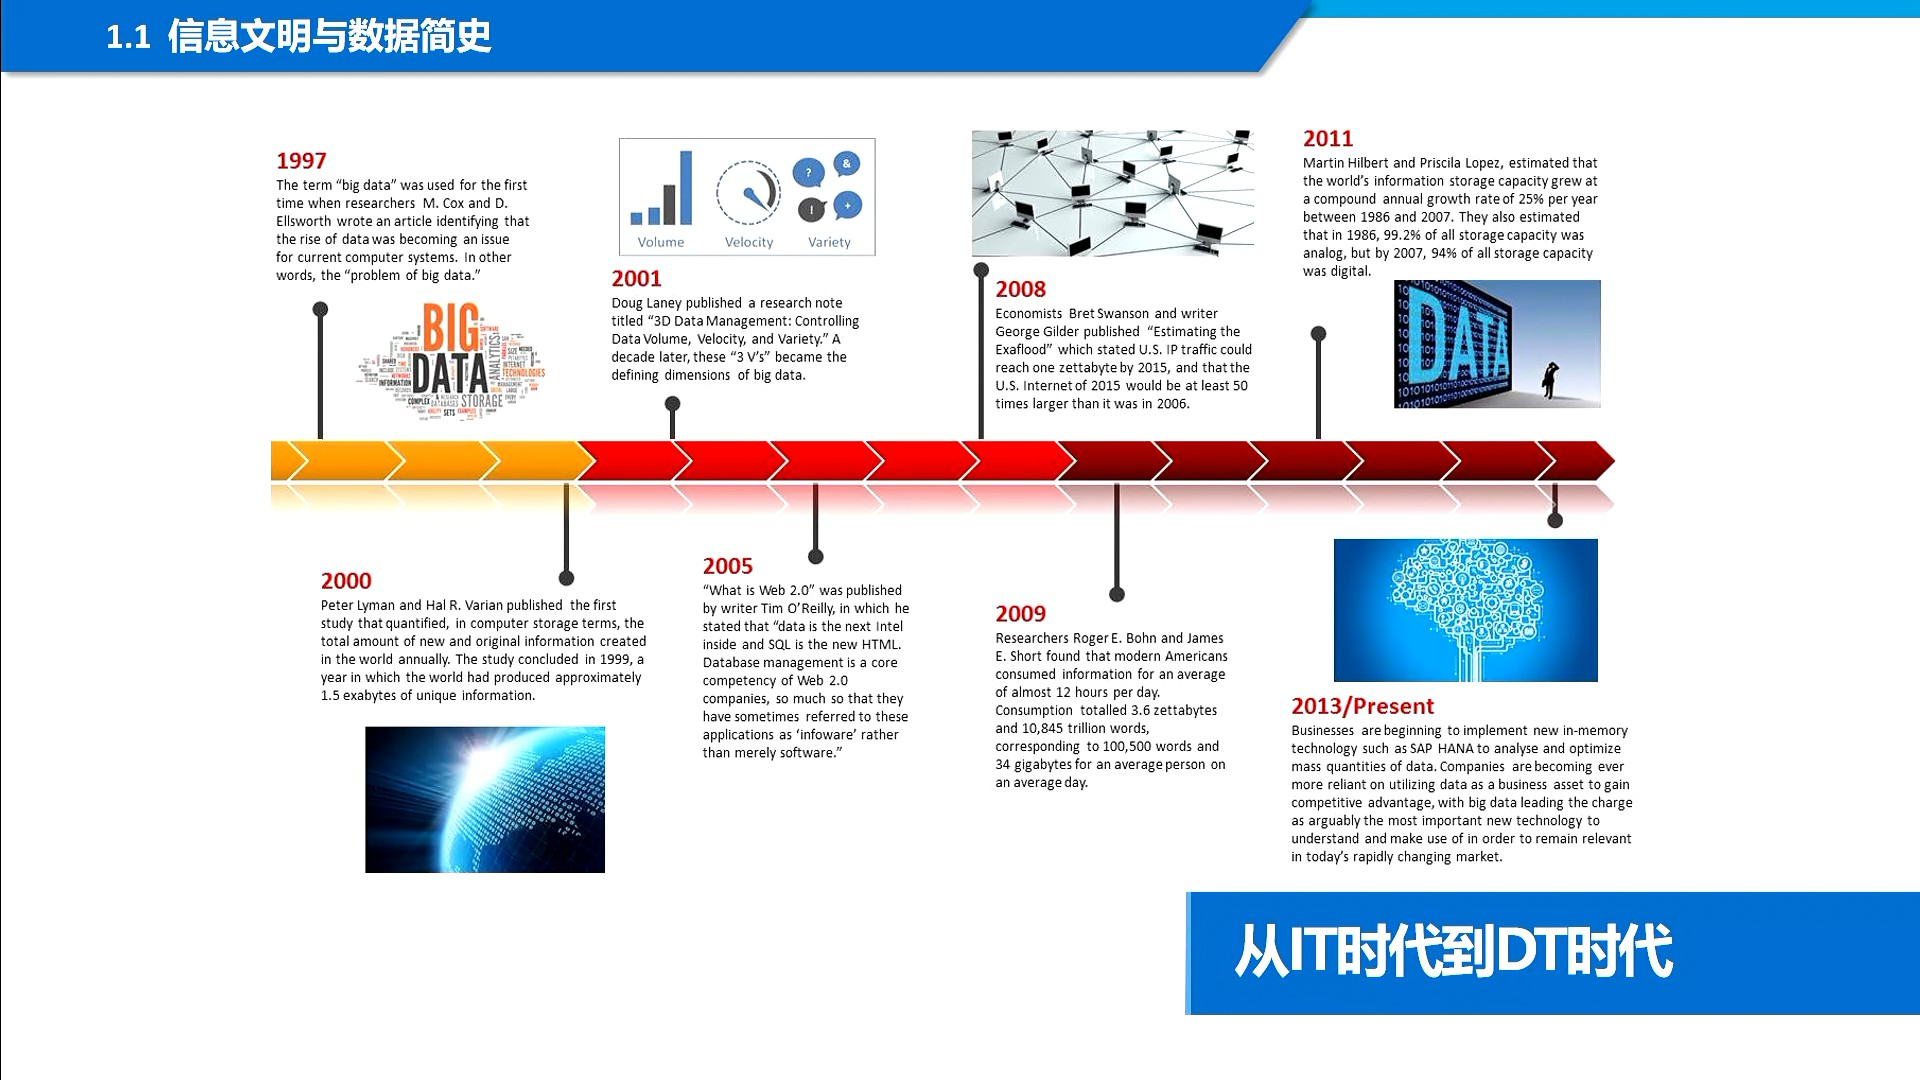 1.1 信息文明与数据简史
1997
The term “big data” was used for the first
time when researchers M. Cox and D.
Ellsworth wrote an article identifying that
the rise of data was becoming an issue
for current computer systems. In other
words, the “problem of big data.”
BIG
DATA
ANALYTICS
STORAGE
INFORMATION
TECHNOLOGIES
COMPLEX
SETS
Volume
Velocity
Variety
?
&
!
+
2001
Doug Laney published a research note
titled “3D Data Management: Controlling
Data Volume, Velocity, and Variety.” A
decade later, these “3 V’s” became the
defining dimensions of big data.
2008
Economists Bret Swanson and writer
George Gilder published “Estimating the
Exaflood” which stated U.S. IP traffic could
reach one zettabyte by 2015, and that the
U.S. Internet of 2015 would be at least 50
times larger than it was in 2006.
2011
Martin Hilbert and Priscila Lopez, estimated that
the world’s information storage capacity grew at
a compound annual growth rate of 25% per year
between 1986 and 2007. They also estimated
that in 1986, 99.2% of all storage capacity was
analog, but by 2007, 94% of all storage capacity
was digital.
DATA
2000
Peter Lyman and Hal R. Varian published the first
study that quantified, in computer storage terms, the
total amount of new and original information created
in the world annually. The study concluded in 1999, a
year in which the world had produced approximately
1.5 exabytes of unique information.
2005
“What is Web 2.0” was published
by writer Tim O’Reilly, in which he
stated that “data is the next Intel
inside and SQL is the new HTML.
Database management is a core
competency of Web 2.0
companies, so much so that they
have sometimes referred to these
applications as ‘infoware’ rather
than merely software.”
2009
Researchers Roger E. Bohn and James
E. Short found that modern Americans
consumed information for an average
of almost 12 hours per day.
Consumption totalled 3.6 zettabytes
and 10,845 trillion words,
corresponding to 100,500 words and
34 gigabytes for an average person on
an average day.
2013/Present
Businesses are beginning to implement new in-memory
technology such as SAP HANA to analyse and optimize
mass quantities of data. Companies are becoming ever
more reliant on utilizing data as a business asset to gain
competitive advantage, with big data leading the charge
as arguably the most important new technology to
understand and make use of in order to remain relevant
in today’s rapidly changing market.
从IT时代到DT时代